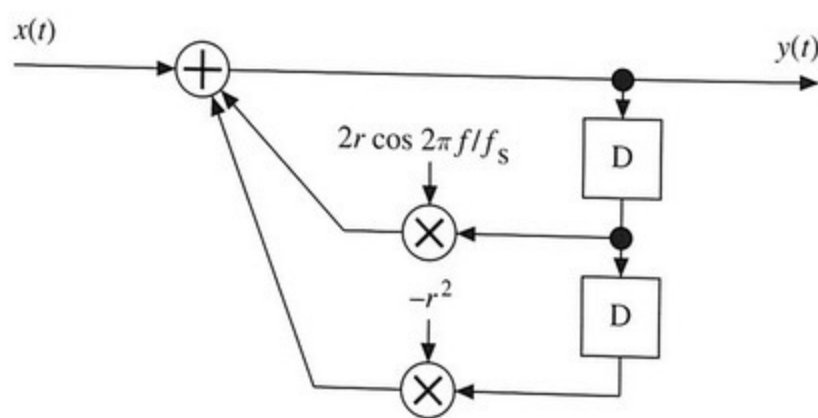 x(t)
y(t)
2r cos 2πf/fₛ
D
−r²
D